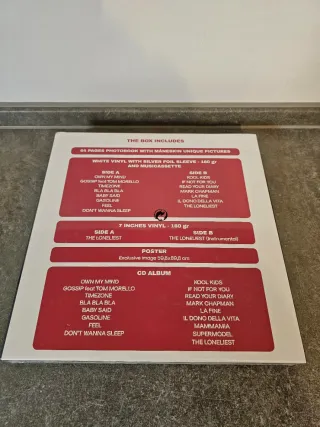 THE BOX INCLUDES
PAGES PHOTOBOOK WITH MÅNESKIN UNIQUE PICTURES
WHITE VINYL WITH SILVER FOIL SLEEVE - 180 gr
AND MUSICASSETTE
SIDE A
OWN MY MIND
GOSSIP feat TOM MORELLO
TIMEZONE
BLA BLA BLA
BABY SAID
GASOLINE
FEEL
DON'T WANNA SLEEP
SIDE B
KOOL KIDS
IF NOT FOR YOU
READ YOUR DIARY
MARK CHAPMAN
LA FINE
IL DONO DELLA VITA
THE LONELIEST
7 INCHES VINYL - 180 gr
SIDE A
THE LONELIEST
SIDE B
THE LONELIEST (Instrumental)
POSTER
Exclusive image cm
CD ALBUM
OWN MY MIND
GOSSIP feat TOM MORELLO
TIMEZONE
BLA BLA BLA
BABY SAID
GASOLINE
FEEL
DON'T WANNA SLEEP
KOOL KIDS
IF NOT FOR YOU
READ YOUR DIARY
MARK CHAPMAN
LA FINE
IL DONO DELLA VITA
MAMMAMIA
SUPERMODEL
THE LONELIEST